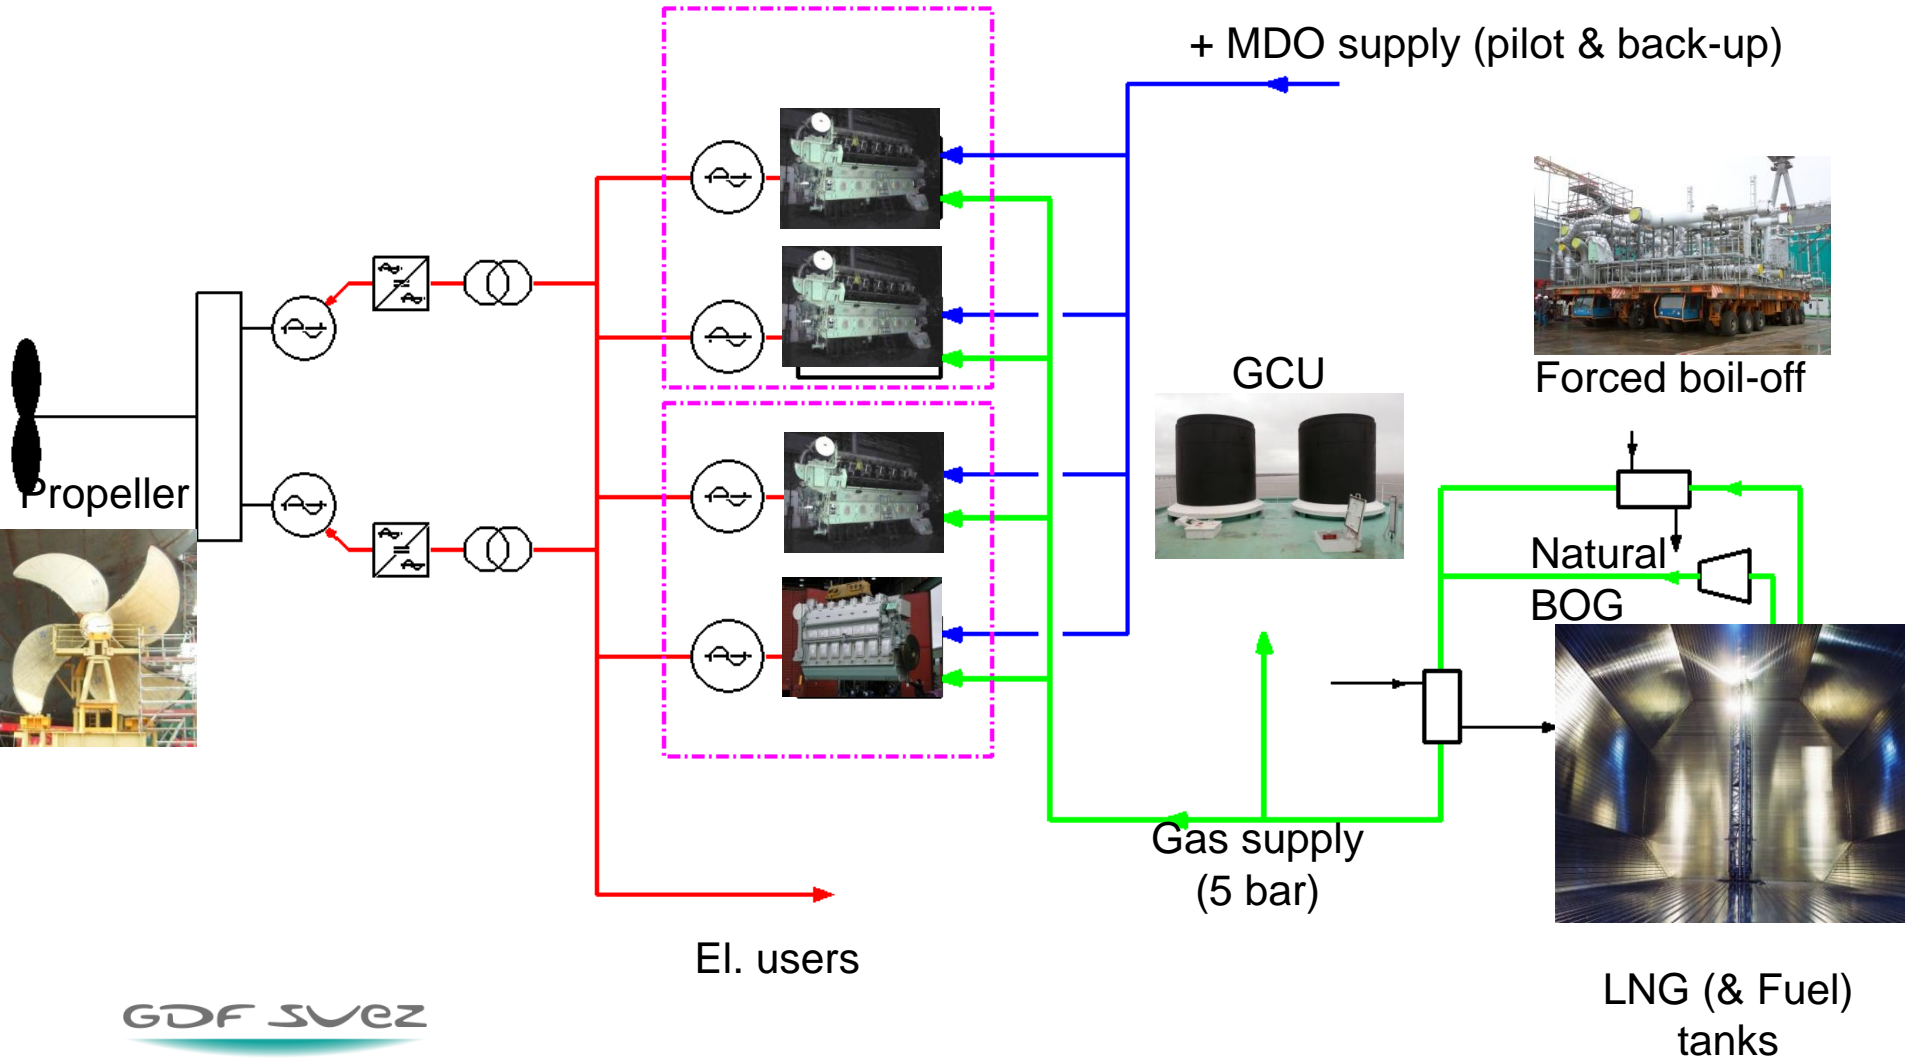 + MDO supply (pilot & back-up)
GCU
Forced boil-off
Propeller
Natural
BOG
Gas supply
(5 bar)
El. users
LNG (& Fuel)
tanks
GDF SUEZ